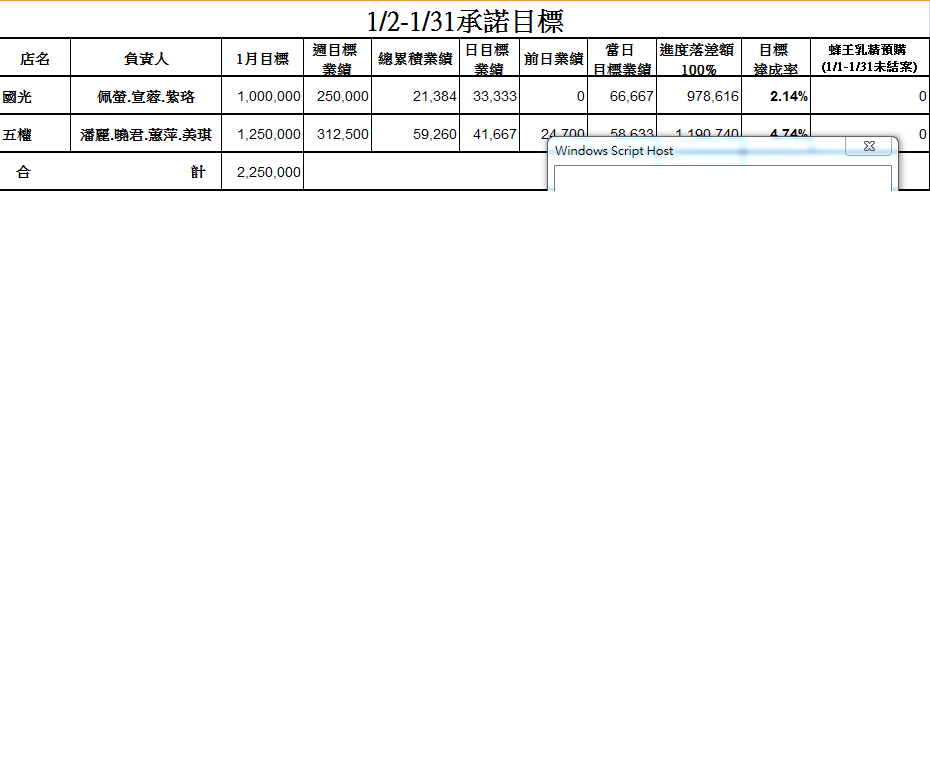 1/2-1/31承諾目標
店名 負責人 1月目標 週目標業績 總累積業績 日目標業績 前日業績 當日目標業績 進度落差額100% 目標達成率 蜂王乳精預購(1/1-1/31未結案)
國光 佩螢.宣蓉.紫珞 1,000,000 250,000 21,384 33,333 0 66,667 978,616 2.14% 0
五權 潘麗.曉君.蕙萍.美琪 1,250,000 312,500 59,260 41,667 24,700 58,633 1,190,740 4.74% 0
Windows Script Host
合計 2,250,000